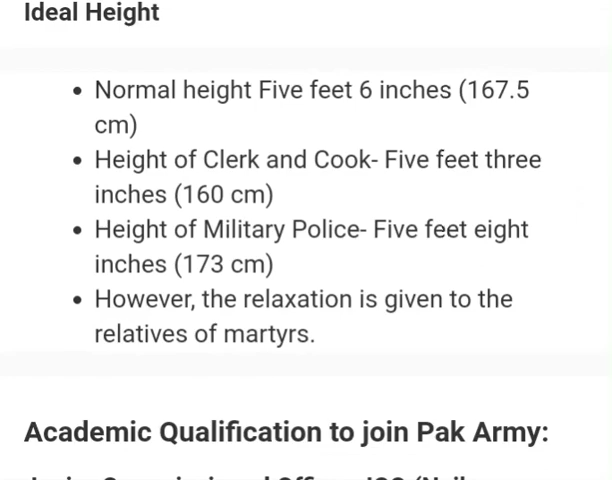 Ideal Height
• Normal height Five feet 6 inches (167.5
cm)
• Height of Clerk and Cook- Five feet three
inches (160 cm)
• Height of Military Police- Five feet eight
inches (173 cm)
• However, the relaxation is given to the
relatives of martyrs.
Academic Qualification to join Pak Army: